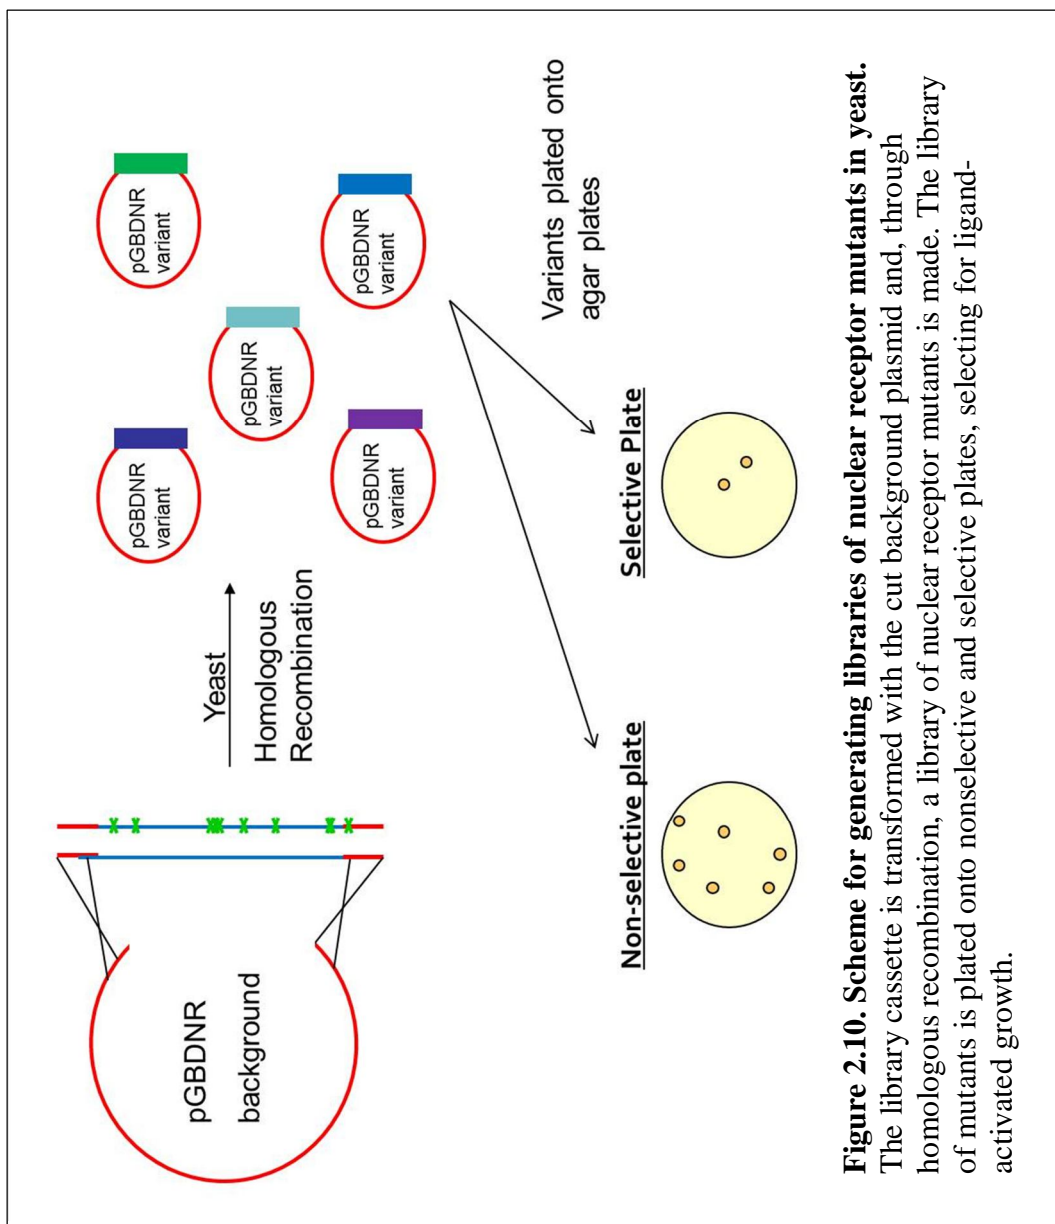 pGBDNR
background
Yeast
Homologous
Recombination
pGBDNR
variant
pGBDNR
variant
pGBDNR
variant
pGBDNR
variant
pGBDNR
variant
Variants plated onto
agar plates
Non-selective plate
Selective Plate
Figure 2.10. Scheme for generating libraries of nuclear receptor mutants in yeast.
The library cassette is transformed with the cut background plasmid and, through
homologous recombination, a library of nuclear receptor mutants is made. The library
of mutants is plated onto nonselective and selective plates, selecting for ligand-
activated growth.